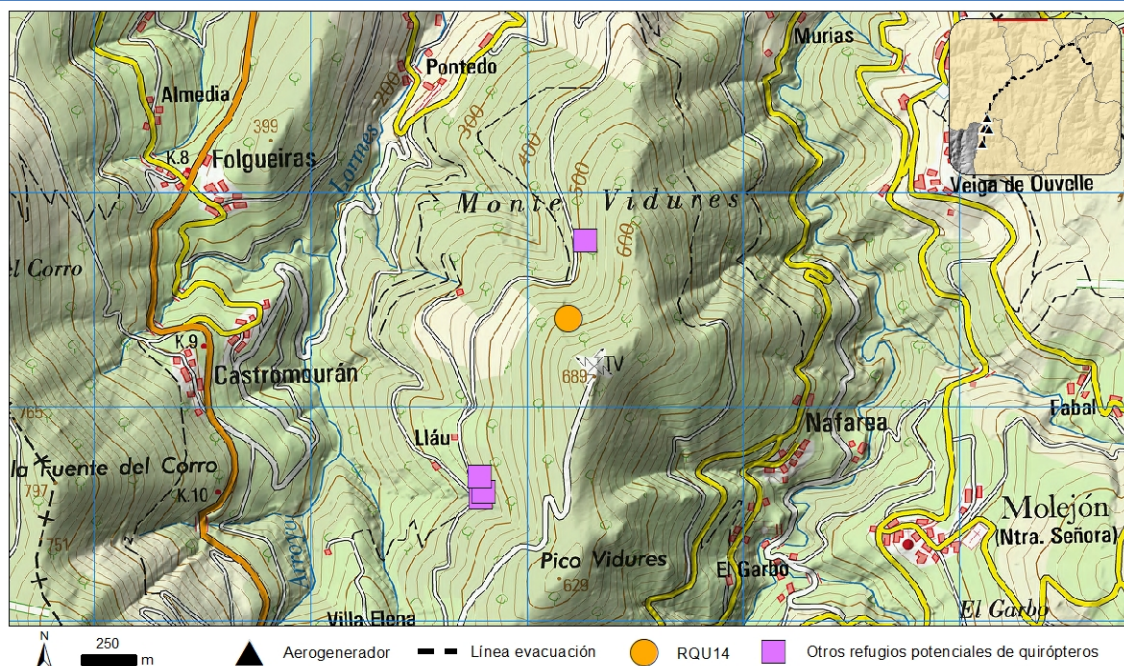 Murias
Pontedo
Almedia
200
300
399
K.8
Folgueiras
400
Lormes
500
Veiga de Ouvelle
Monte Vidures
600
el Corro
K.9
TV
689
Castromourán
765
Fabal
Lláu
Nafarea
la Fuente del Corro
797
K.10
Molejón
(Ntra. Señora)
751
Arroyo
Pico Vidures
629
El Garbo
El Garbo
Villa Elena
N
250
m
Aerogenerador
Línea evacuación
RQU14
Otros refugios potenciales de quirópteros